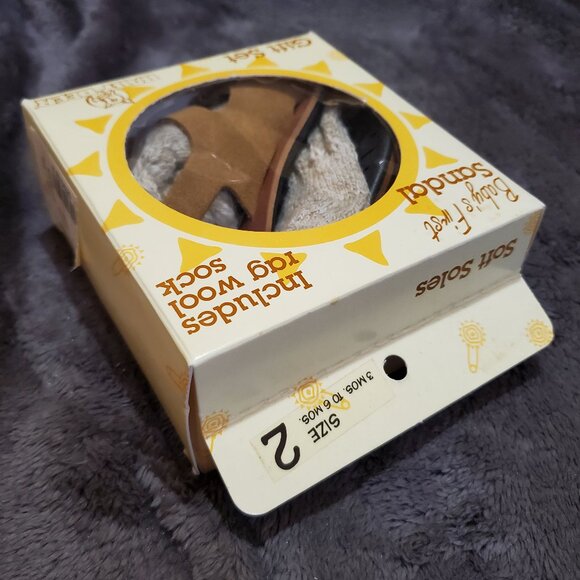 Gift Set
Baby's First
Sandal
Includes
rag wool
sock
Soft Soles
SIZE
2
3 MOS. TO 6 MOS.